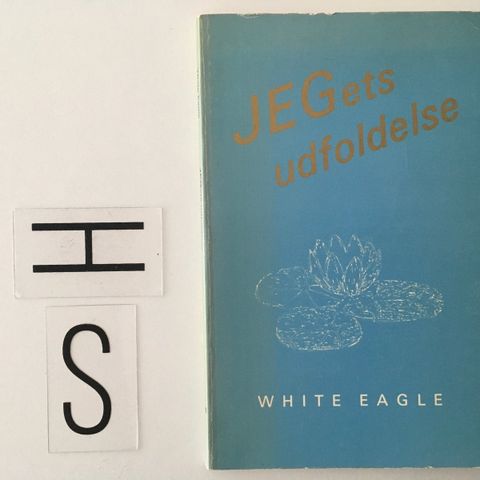 JEGets
udfoldelse
WHITE EAGLE
H
S